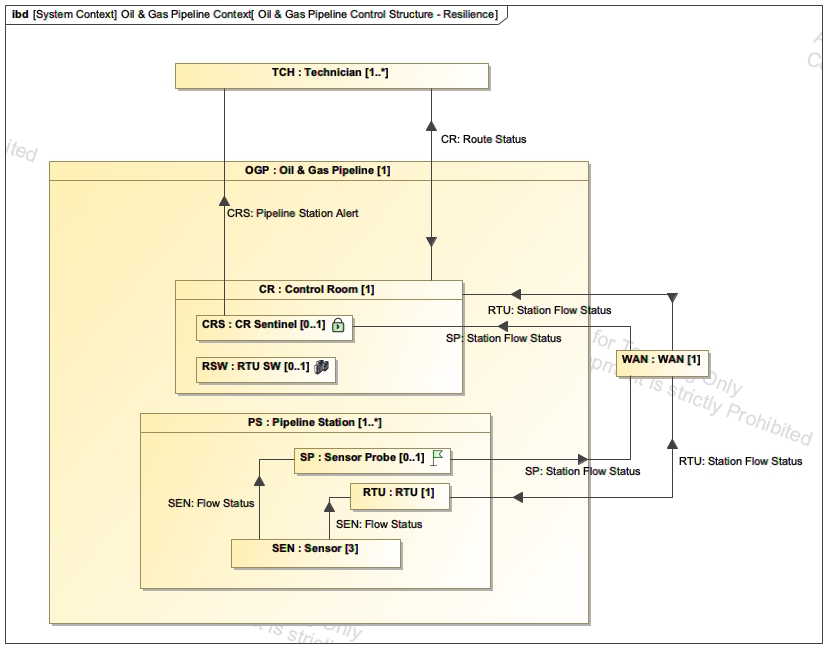 ibd [System Context] Oil & Gas Pipeline Context[ Oil & Gas Pipeline Control Structure - Resilience]
TCH : Technician [1..*]
CR: Route Status
ited
OGP : Oil & Gas Pipeline [1]
CRS: Pipeline Station Alert
CR : Control Room [1]
RTU: Station Flow Status
CRS : CR Sentinel [0..1]
SP: Station Flow Status
for T
Only
WAN : WAN [1]
RSW : RTU SW [0..1]
pment is strictly Prohibited
PS : Pipeline Station [1..*]
SP : Sensor Probe [0..1]
RTU: Station Flow Status
SP: Station Flow Status
RTU : RTU [1]
SEN: Flow Status
SEN: Flow Status
SEN : Sensor [3]
Only
t is stri